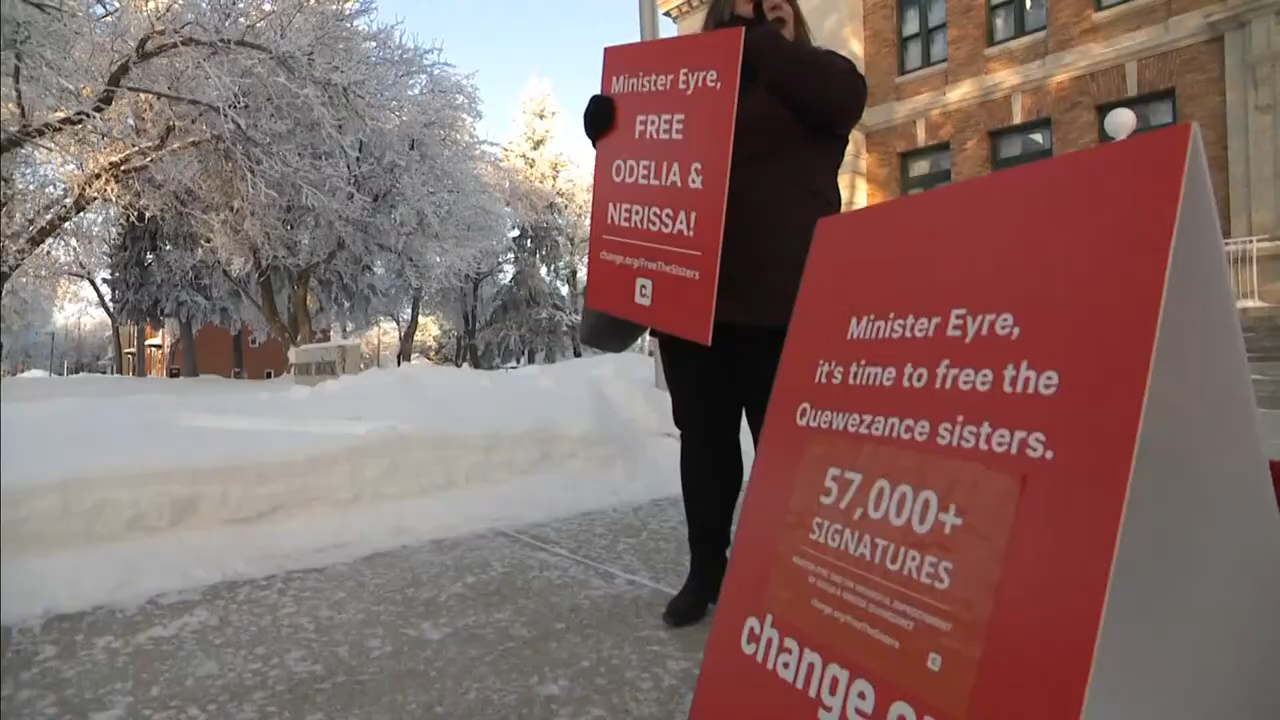 Minister Eyre,
FREE
ODELIA &
NERISSA!
change.org/FreeTheSisters
C.
Minister Eyre,
it's time to free the
Quewezance sisters.
57,000+
SIGNATURES
change.org/FreeTheSisters
C.
change